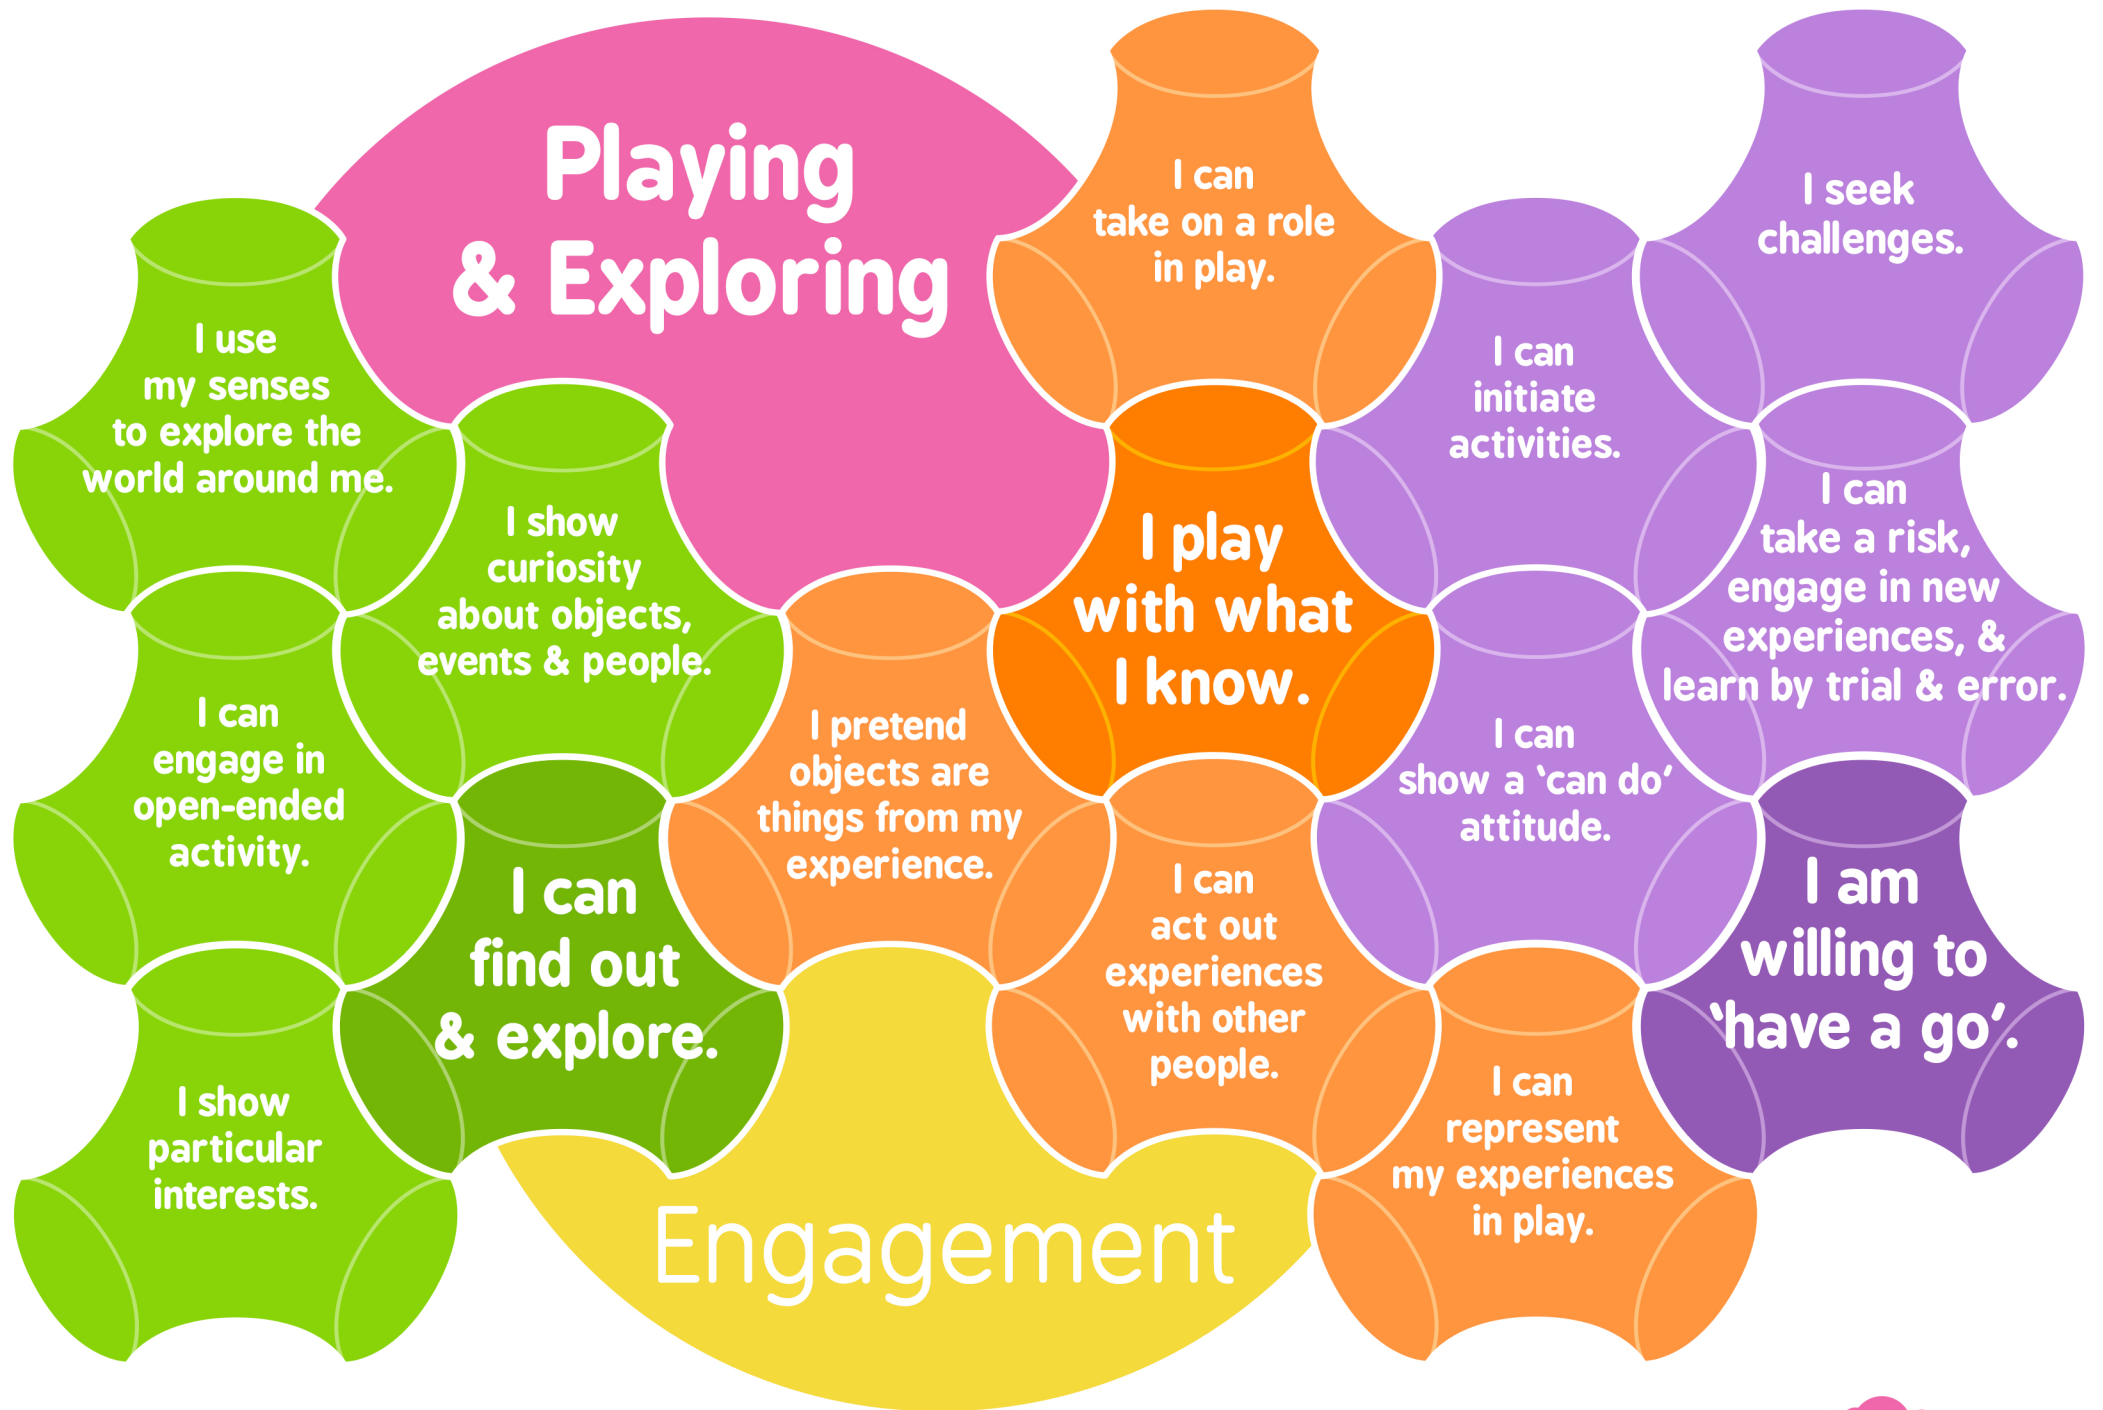 Playing
& Exploring
I use
my senses
to explore the
world around me.
I show
curiosity
about objects,
events & people.
I can
engage in
open-ended
activity.
I can
find out
& explore.
I show
particular
interests.
I can
take on a role
in play.
I play
with what
I know.
I pretend
objects are
things from my
experience.
I can
act out
experiences
with other
people.
I can
represent
my experiences
in play.
I seek
challenges.
I can
initiate
activities.
I can
take a risk,
engage in new
experiences, &
learn by trial & error.
I can
show a ‘can do’
attitude.
I am
willing to
‘have a go’.
Engagement